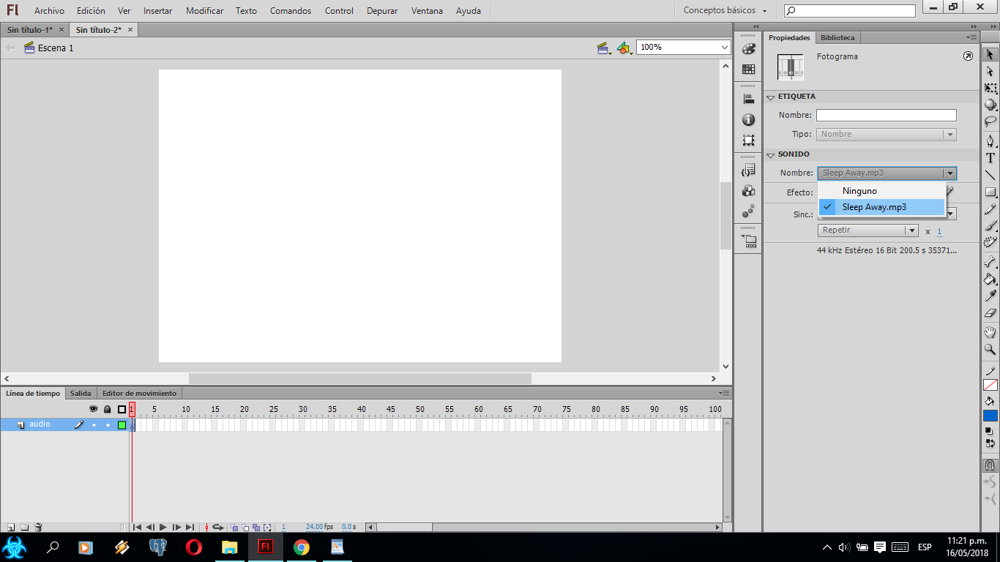 Fl Archivo Edición Ver Insertar Modificar Texto Comandos Control Depurar Ventana Ayuda Conceptos básicos
Sin título-1* Sin título-2*
Escena 1 100%
Propiedades Biblioteca
Fotograma
ETIQUETA
Nombre:
Tipo: Nombre
SONIDO
Nombre: Sleep Away.mp3
Ninguno
Efecto:
Sleep Away.mp3
Sinc.:
Repetir x 1
44 kHz Estéreo 16 Bit 200.5 s 35371...
Línea de tiempo Salida Editor de movimiento
1 5 10 15 20 25 30 35 40 45 50 55 60 65 70 75 80 85 90 95 100
audio
1 24.00 fps 0.0 s
Fl ESP 11:21 p.m.
16/05/2018